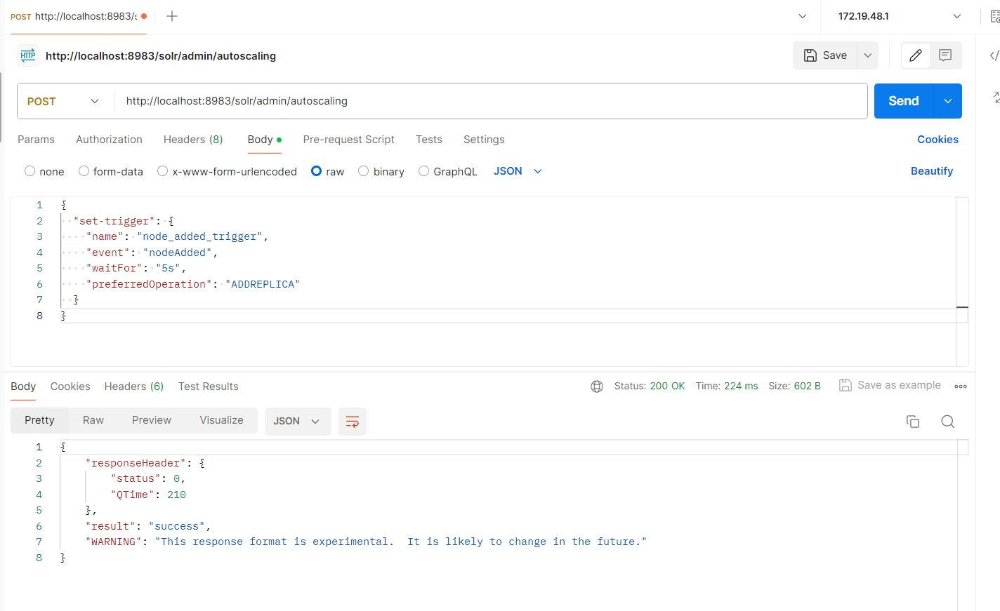 POST http://localhost:8983/s
172.19.48.1
HTTP http://localhost:8983/solr/admin/autoscaling
Save
POST http://localhost:8983/solr/admin/autoscaling
Send
Params Authorization Headers (8) Body Pre-request Script Tests Settings
Cookies
none form-data x-www-form-urlencoded raw binary GraphQL JSON
Beautify
1 {
2 "set-trigger": {
3 "name": "node_added_trigger",
4 "event": "nodeAdded",
5 "waitFor": "5s",
6 "preferredOperation": "ADDREPLICA"
7 }
8 }
Body Cookies Headers (6) Test Results
Status: 200 OK Time: 224 ms Size: 602 B Save as example
Pretty Raw Preview Visualize JSON
1 {
2 "responseHeader": {
3 "status": 0,
4 "QTime": 210
5 },
6 "result": "success",
7 "WARNING": "This response format is experimental.  It is likely to change in the future."
8 }